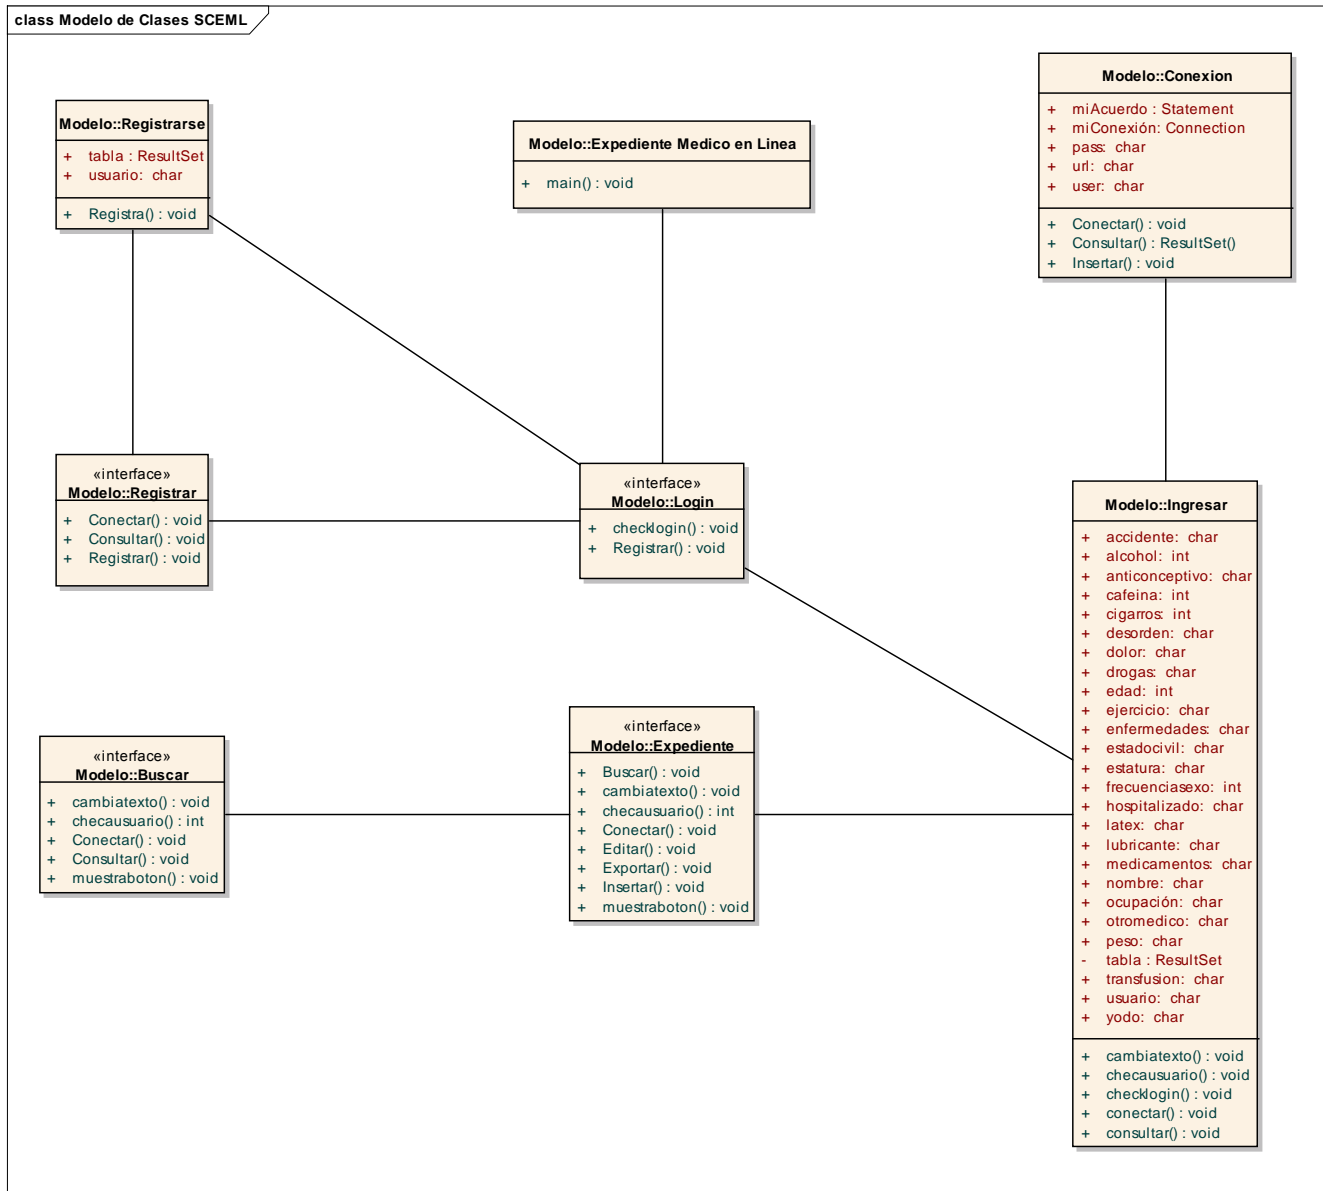 class Modelo de Clases SCEML
Modelo::Registrarse
+ tabla : ResultSet
+ usuario: char
+ Registra() : void
Modelo::Expediente Medico en Linea
+ main() : void
Modelo::Conexion
+ miAcuerdo : Statement
+ miConexión: Connection
+ pass: char
+ url: char
+ user: char
+ Conectar() : void
+ Consultar() : ResultSet()
+ Insertar() : void
«interface»
Modelo::Registrar
+ Conectar() : void
+ Consultar() : void
+ Registrar() : void
«interface»
Modelo::Login
+ checklogin() : void
+ Registrar() : void
Modelo::Ingresar
+ accidente: char
+ alcohol: int
+ anticonceptivo: char
+ cafeina: int
+ cigarros: int
+ desorden: char
+ dolor: char
+ drogas: char
+ edad: int
+ ejercicio: char
+ enfermedades: char
+ estadocivil: char
+ estatura: char
+ frecuenciasexo: int
+ hospitalizado: char
+ latex: char
+ lubricante: char
+ medicamentos: char
+ nombre: char
+ ocupación: char
+ otromedico: char
+ peso: char
- tabla : ResultSet
+ transfusion: char
+ usuario: char
+ yodo: char
+ cambiatexto() : void
+ checausuario() : void
+ checklogin() : void
+ conectar() : void
+ consultar() : void
«interface»
Modelo::Buscar
+ cambiatexto() : void
+ checausuario() : int
+ Conectar() : void
+ Consultar() : void
+ muestraboton() : void
«interface»
Modelo::Expediente
+ Buscar() : void
+ cambiatexto() : void
+ checausuario() : int
+ Conectar() : void
+ Editar() : void
+ Exportar() : void
+ Insertar() : void
+ muestraboton() : void